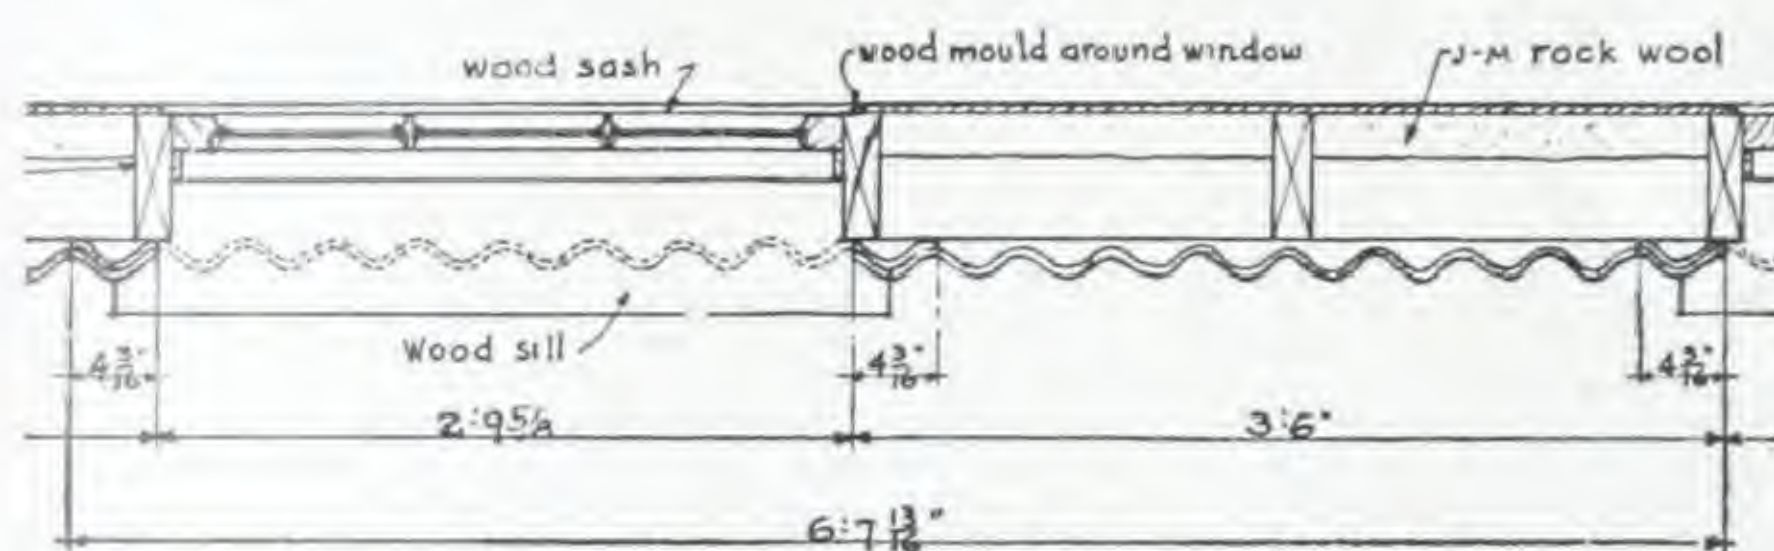 wood sash
wood mould around window
J-M rock wool
Wood sill
4 3/16"
4 3/16"
4 3/16"
2:9 5/8
3:6"
6:7 13/16"